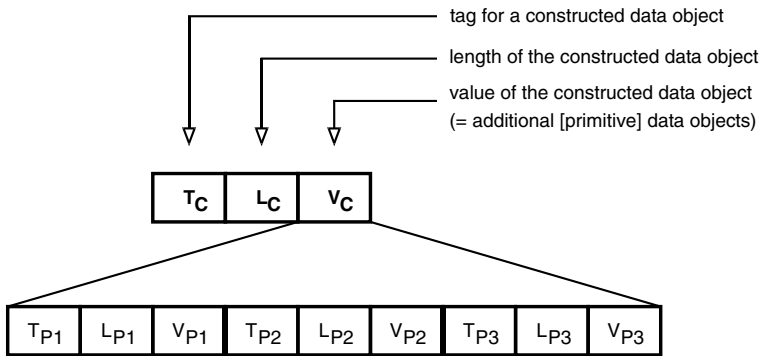 tag for a constructed data object
length of the constructed data object
value of the constructed data object
(= additional [primitive] data objects)
TC LC VC
TP1 LP1 VP1 TP2 LP2 VP2 TP3 LP3 VP3